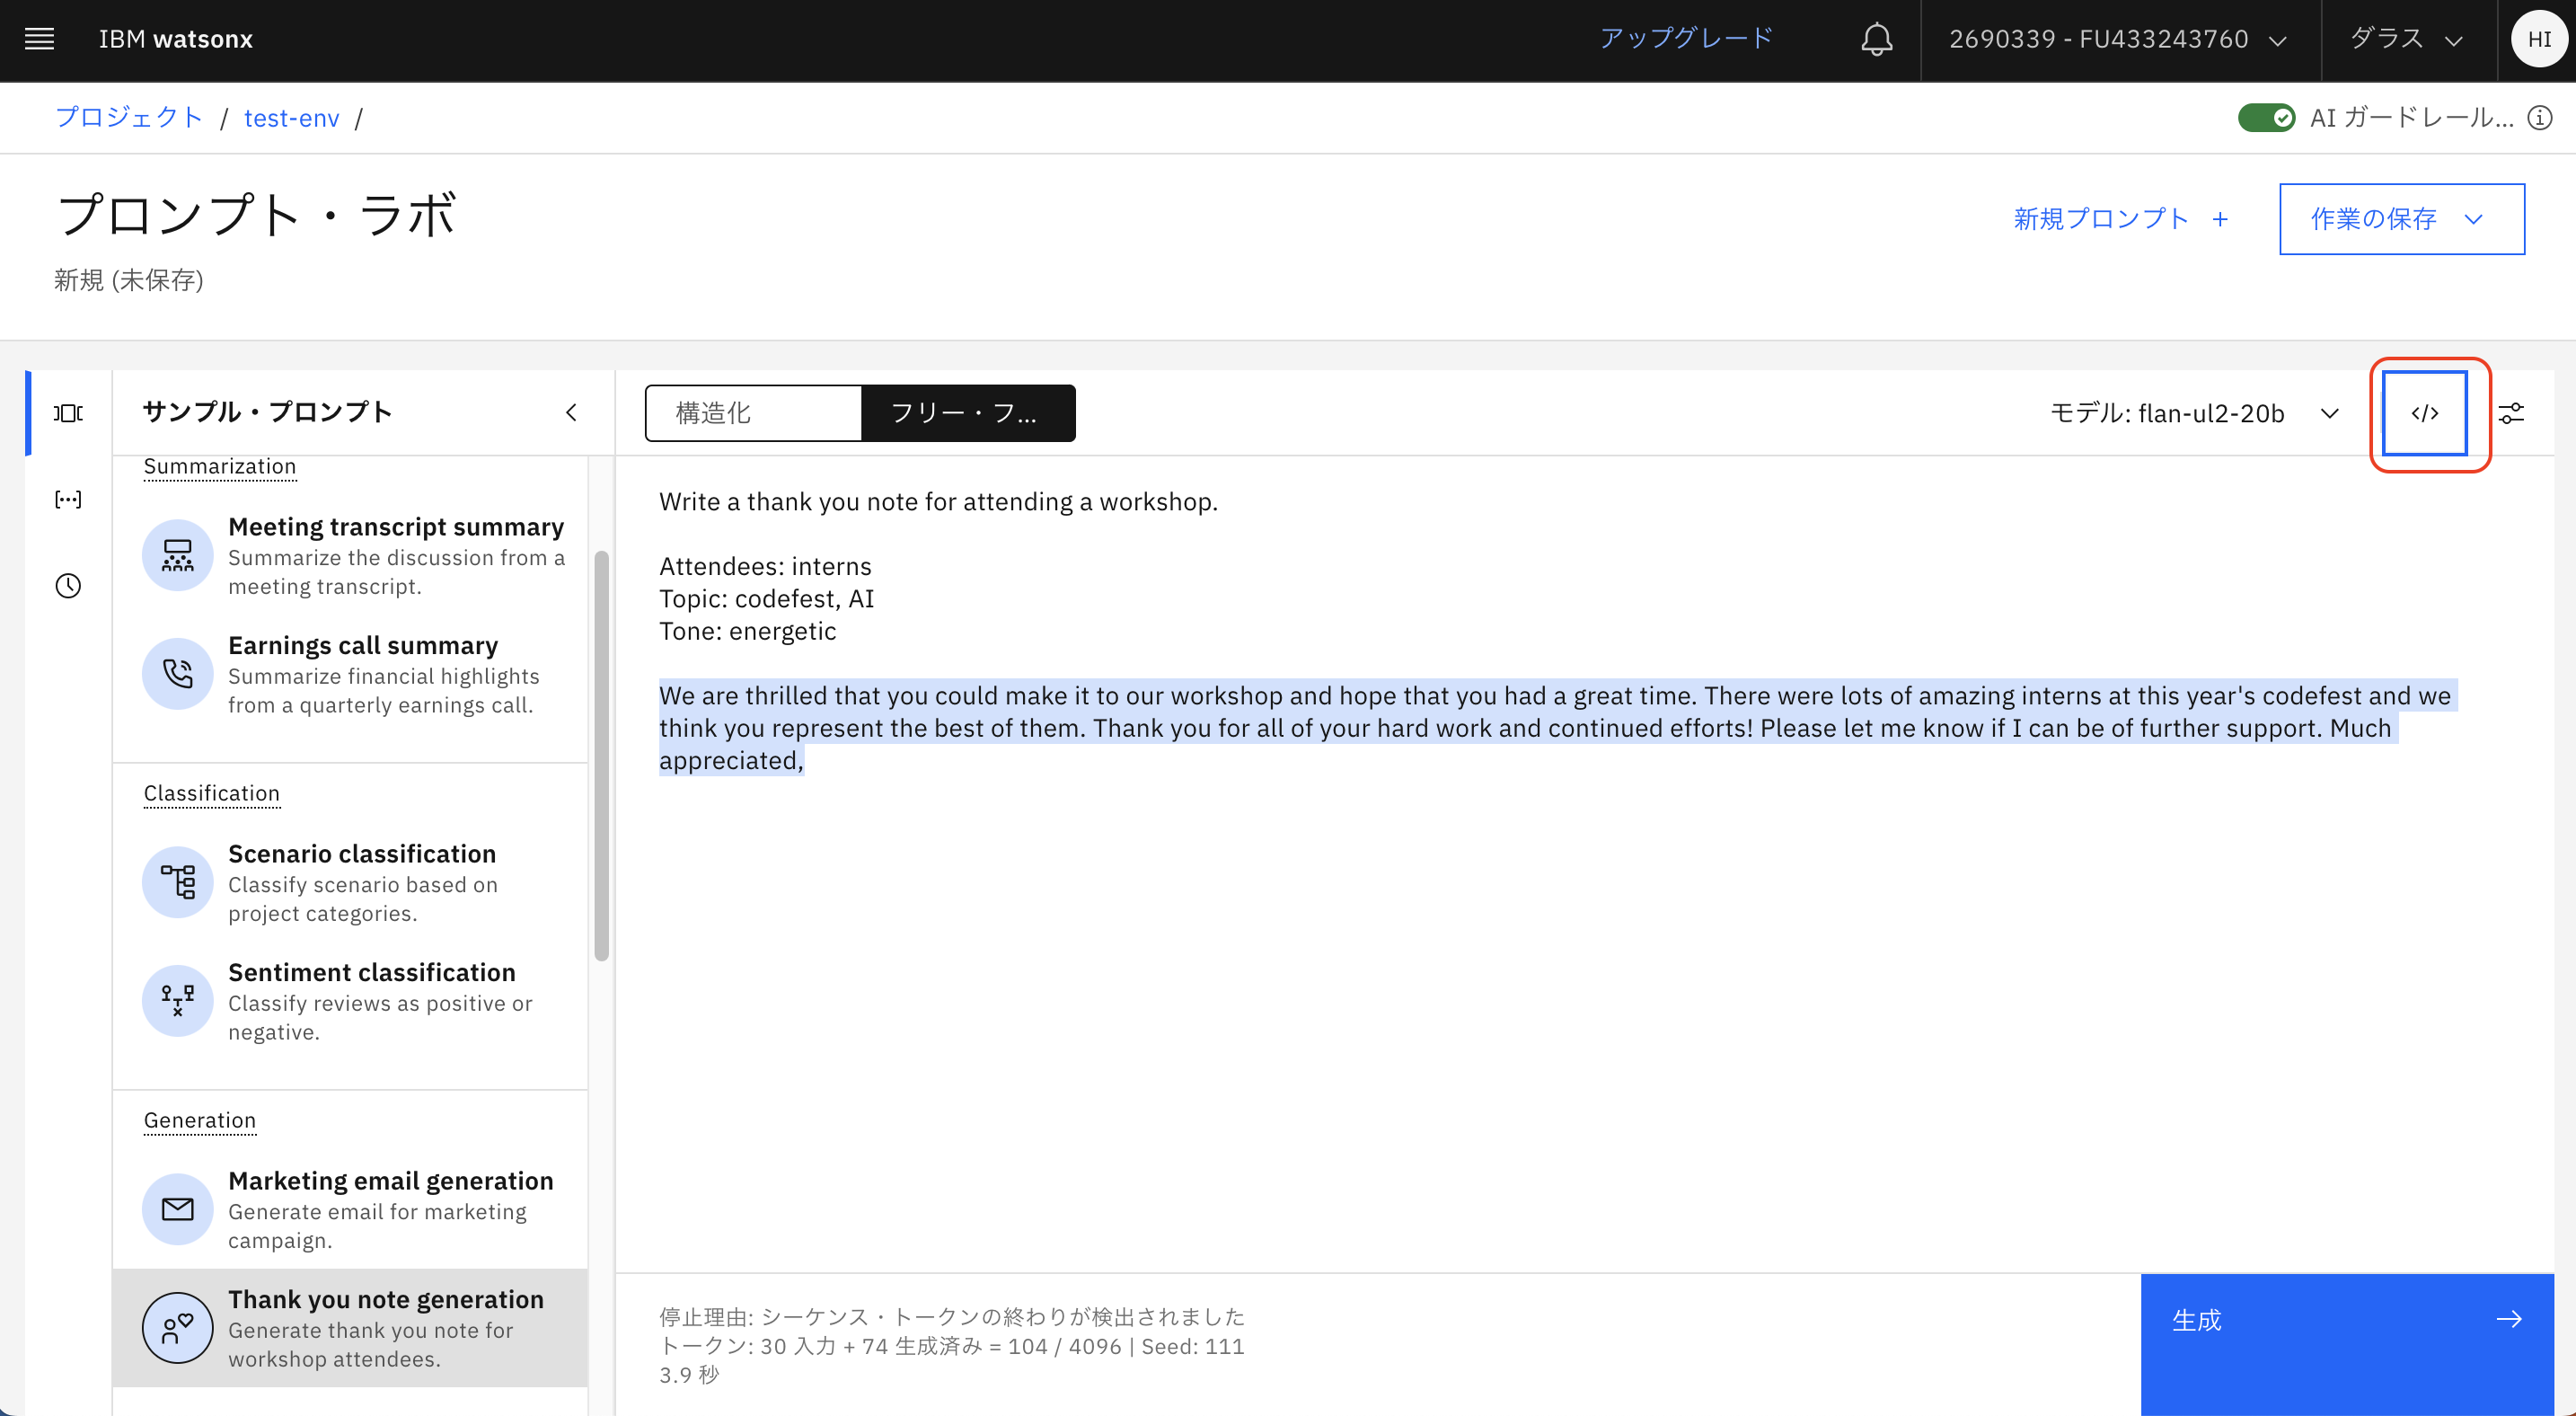 IBM watsonx
アップグレード
2690339 - FU433243760
ダラス
HI
プロジェクト / test-env /
AI ガードレール...
プロンプト・ラボ
新規プロンプト +
作業の保存
新規 (未保存)
サンプル・プロンプト
構造化
フリー・フ...
モデル: flan-ul2-20b
</>
Summarization
Meeting transcript summary
Summarize the discussion from a
meeting transcript.
Earnings call summary
Summarize financial highlights
from a quarterly earnings call.
Classification
Scenario classification
Classify scenario based on
project categories.
Sentiment classification
Classify reviews as positive or
negative.
Generation
Marketing email generation
Generate email for marketing
campaign.
Thank you note generation
Generate thank you note for
workshop attendees.
Write a thank you note for attending a workshop.
Attendees: interns
Topic: codefest, AI
Tone: energetic
We are thrilled that you could make it to our workshop and hope that you had a great time. There were lots of amazing interns at this year's codefest and we
think you represent the best of them. Thank you for all of your hard work and continued efforts! Please let me know if I can be of further support. Much
appreciated,
停止理由: シーケンス・トークンの終わりが検出されました
トークン: 30 入力 + 74 生成済み = 104 / 4096 | Seed: 111
3.9 秒
生成